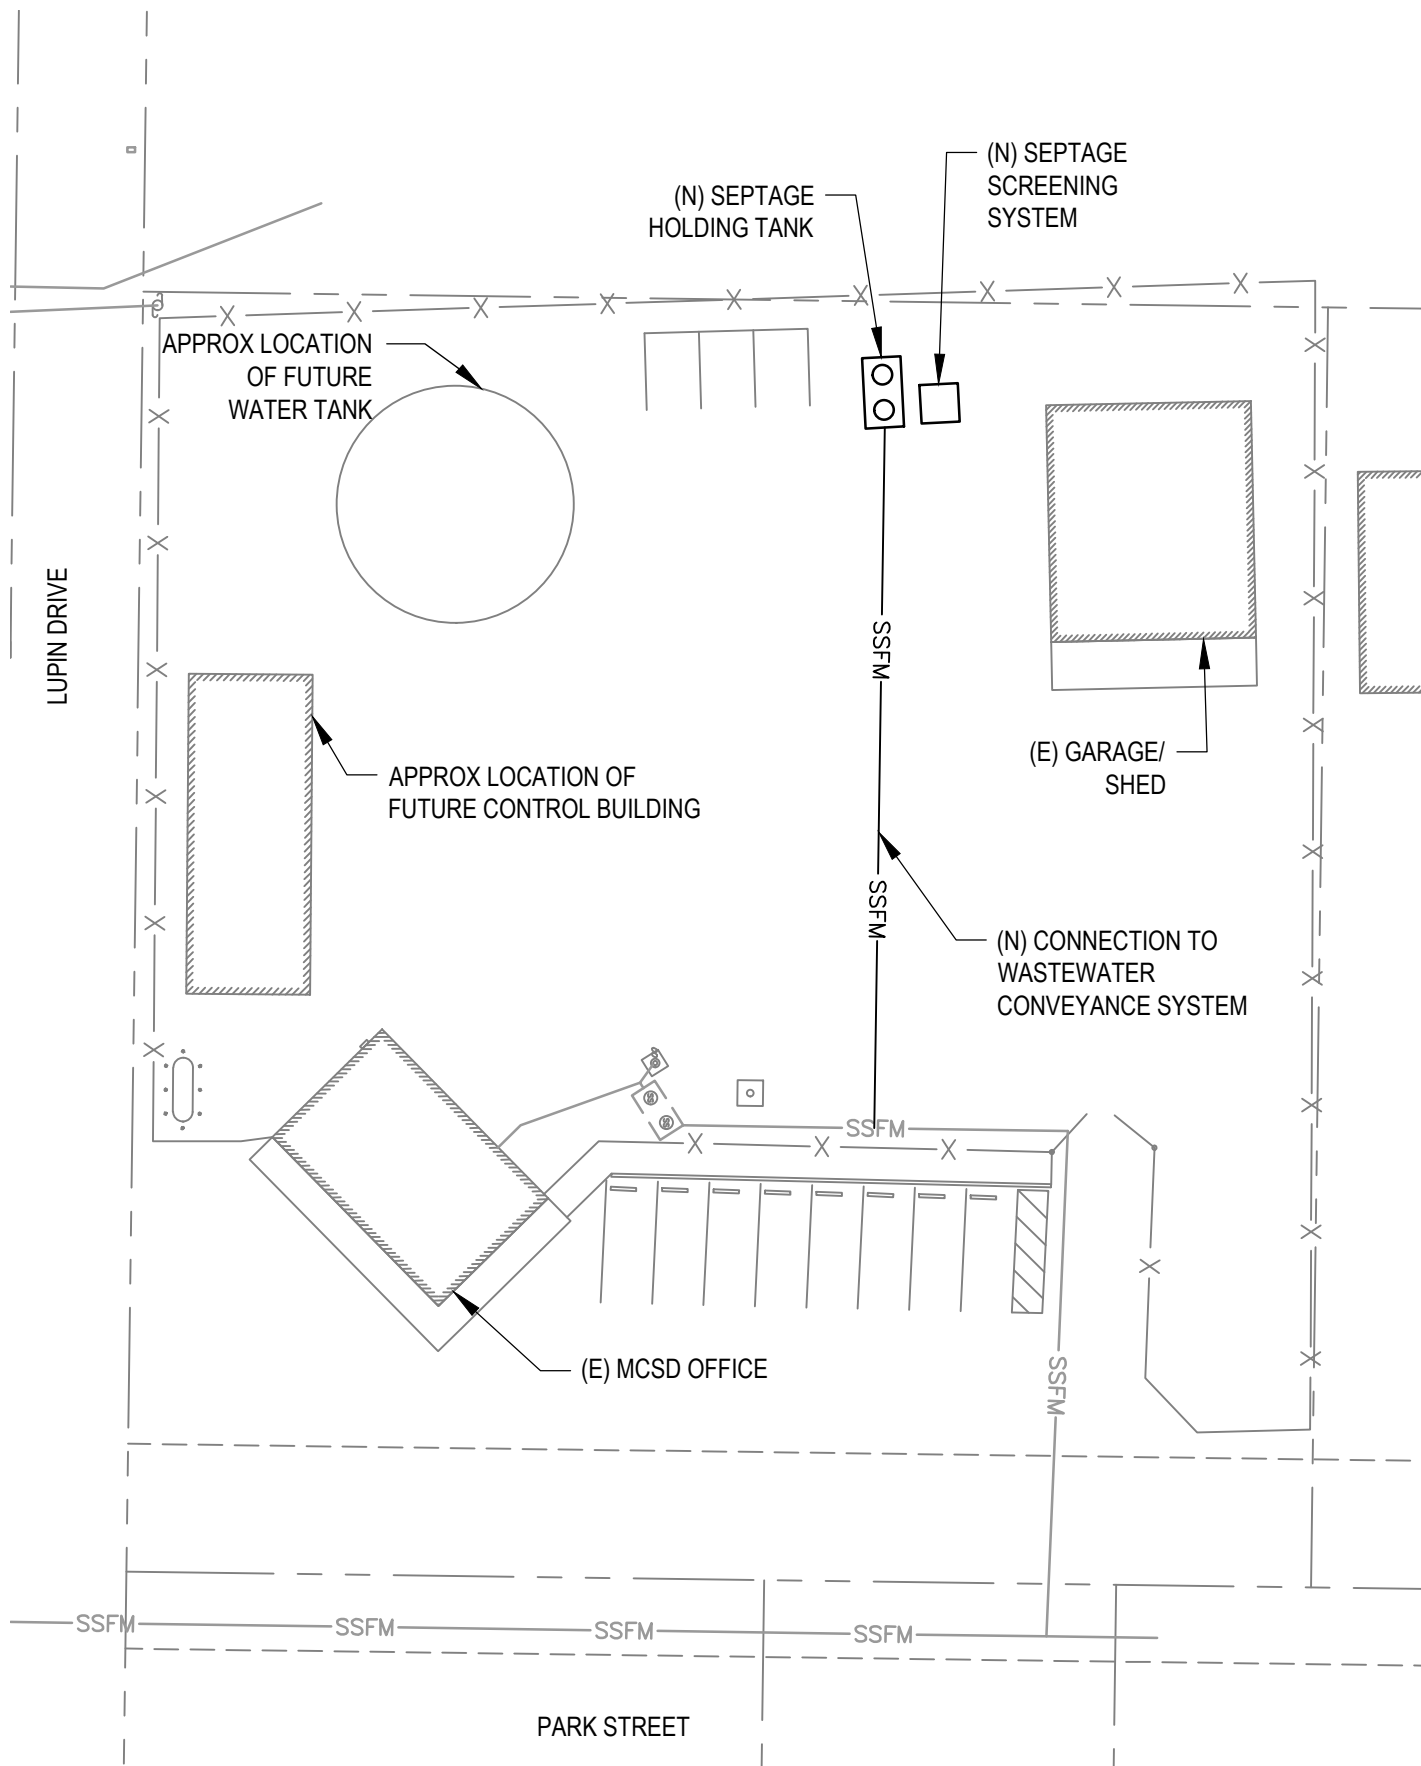 (N) SEPTAGE
SCREENING
SYSTEM
(N) SEPTAGE
HOLDING TANK
APPROX LOCATION
OF FUTURE
WATER TANK
LUPIN DRIVE
SSFM
(E) GARAGE/
SHED
APPROX LOCATION OF
FUTURE CONTROL BUILDING
SSFM
(N) CONNECTION TO
WASTEWATER
CONVEYANCE SYSTEM
SS
SS
SSFM
(E) MCSD OFFICE
SSFM
SSFM
SSFM
SSFM
SSFM
PARK STREET